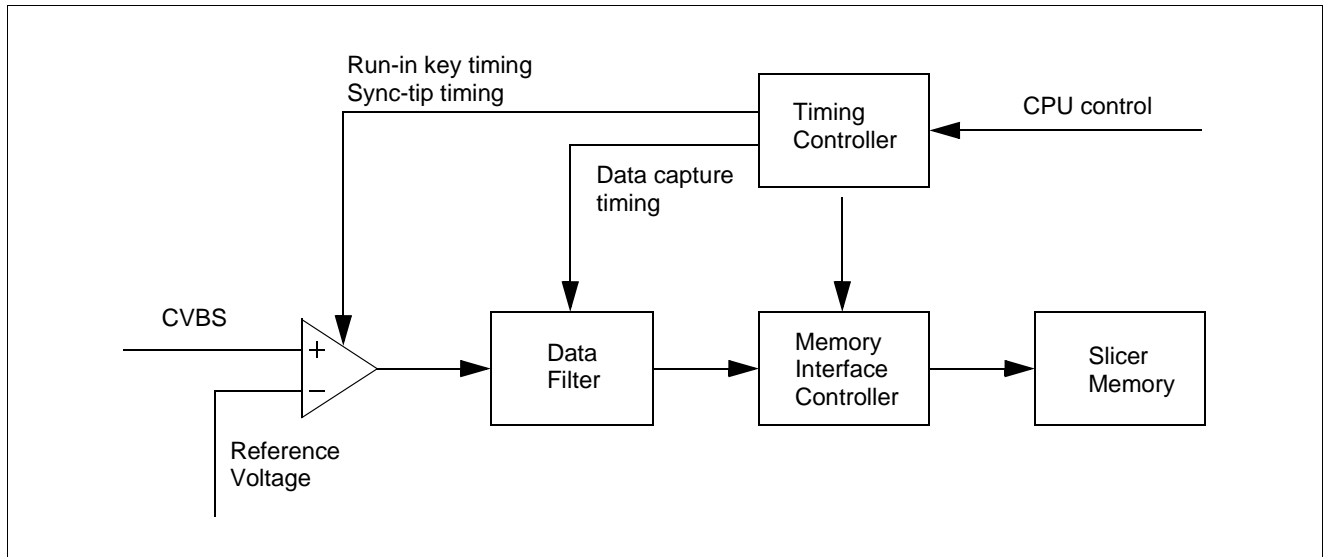 Run-in key timing
Sync-tip timing
Timing
Controller
CPU control
Data capture
timing
CVBS
+
−
Data
Filter
Memory
Interface
Controller
Slicer
Memory
Reference
Voltage